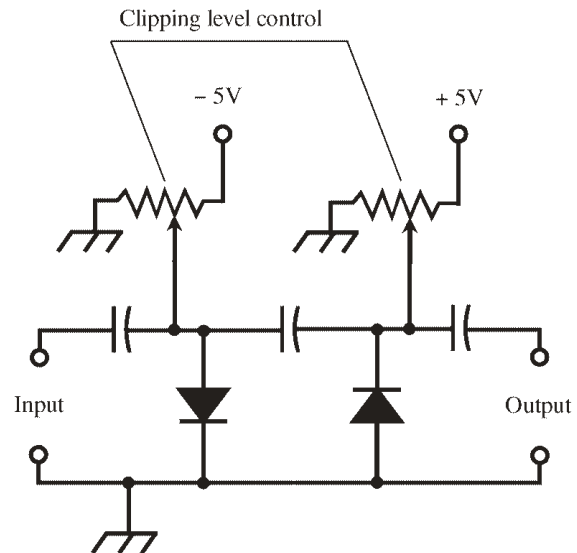 Clipping level control
– 5V
+ 5V
Input
Output